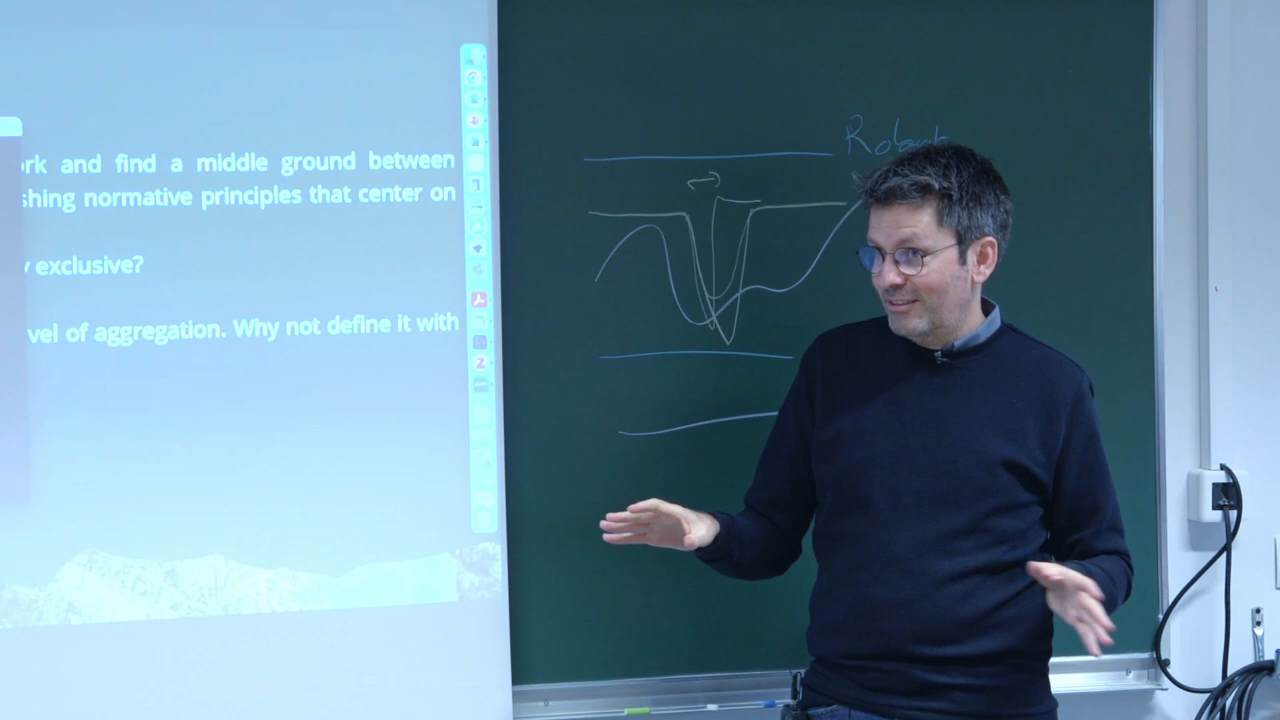 rk and find a middle ground between
shing normative principles that center on
y exclusive?
vel of aggregation. Why not define it with